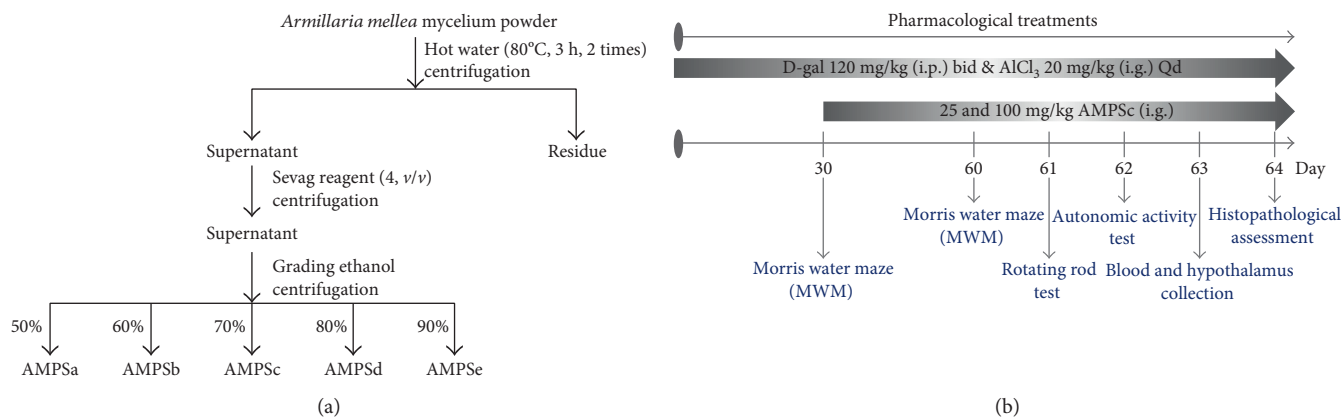 Armillaria mellea mycelium powder
Hot water (80°C, 3 h, 2 times)
centrifugation
Supernatant
Residue
Sevag reagent (4, v/v)
centrifugation
Supernatant
Grading ethanol
centrifugation
50%
60%
70%
80%
90%
AMPSa
AMPSb
AMPSc
AMPSd
AMPSe
(a)
Pharmacological treatments
D-gal 120 mg/kg (i.p.) bid & AlCl₃ 20 mg/kg (i.g.) Qd
25 and 100 mg/kg AMPSc (i.g.)
30
60
61
62
63
64
Day
Morris water maze
(MWM)
Morris water maze
(MWM)
Rotating rod
test
Autonomic activity
test
Blood and hypothalamus
collection
Histopathological
assessment
(b)